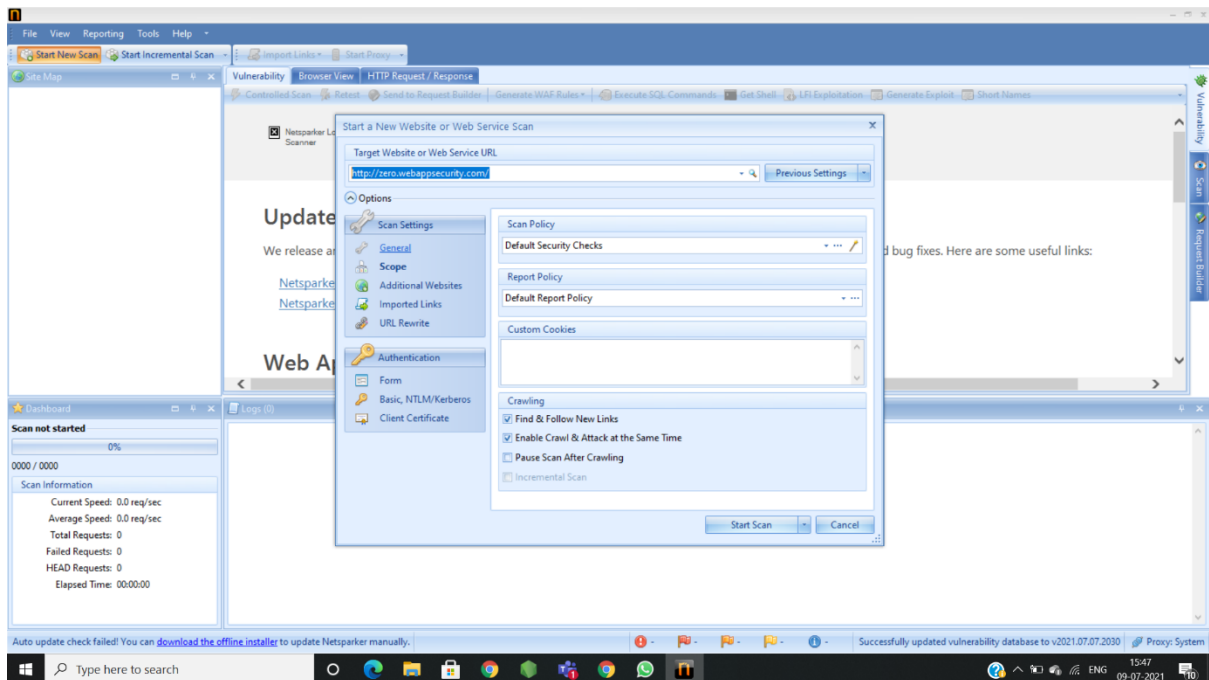 File View Reporting Tools Help
Start New Scan Start Incremental Scan Import Links Start Proxy
Site Map
Vulnerability Browser View HTTP Request / Response
Controlled Scan Retest Send to Request Builder Generate WAF Rules Execute SQL Commands Get Shell LFI Exploitation Generate Exploit Short Names
Netsparker Lo
Scanner
Update
We release an
d bug fixes. Here are some useful links:
Netsparke
Netsparke
Web Ap
Vulnerability
Scan
Request Builder
Start a New Website or Web Service Scan
Target Website or Web Service URL
http://zero.webappsecurity.com/
Previous Settings
Options
Scan Settings
General
Scope
Additional Websites
Imported Links
URL Rewrite
Authentication
Form
Basic, NTLM/Kerberos
Client Certificate
Scan Policy
Default Security Checks
Report Policy
Default Report Policy
Custom Cookies
Crawling
Find & Follow New Links
Enable Crawl & Attack at the Same Time
Pause Scan After Crawling
Incremental Scan
Start Scan Cancel
Dashboard
Scan not started
0%
0000 / 0000
Scan Information
Current Speed: 0.0 req/sec
Average Speed: 0.0 req/sec
Total Requests: 0
Failed Requests: 0
HEAD Requests: 0
Elapsed Time: 00:00:00
Logs (0)
Auto update check failed! You can download the offline installer to update Netsparker manually.
Successfully updated vulnerability database to v2021.07.07.2030 Proxy: System
Type here to search
ENG
15:47
09-07-2021